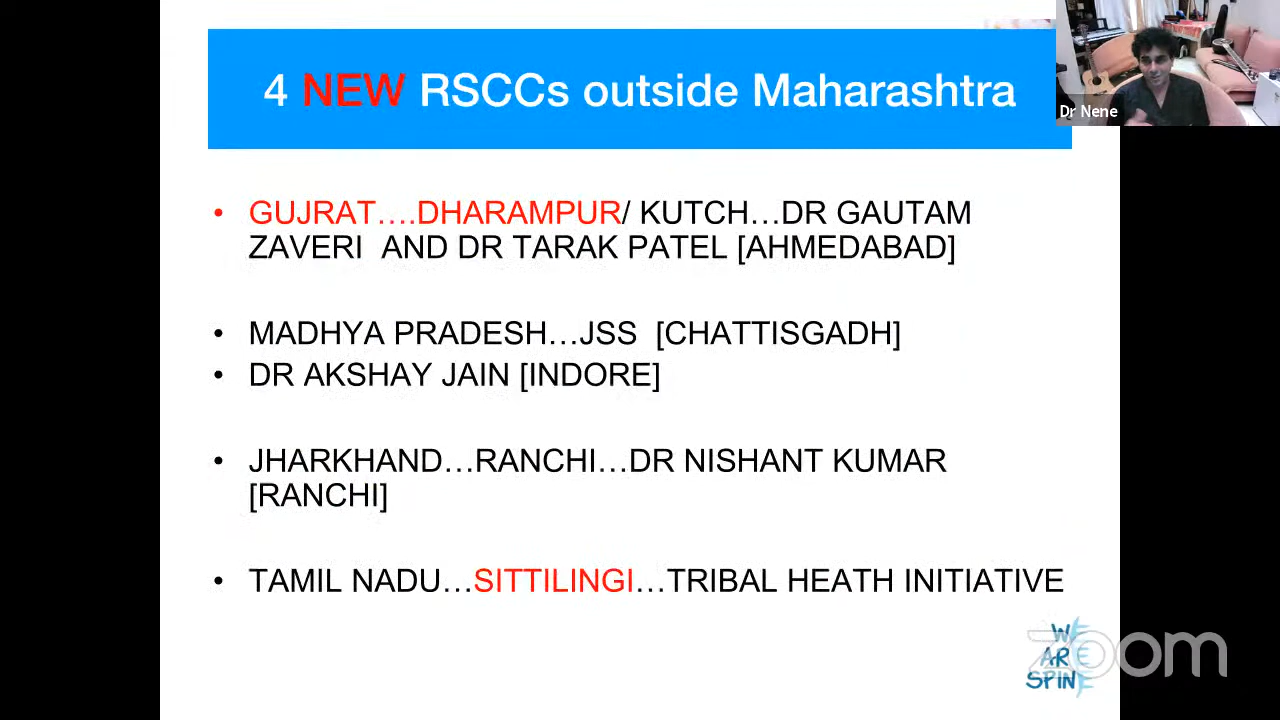 4 NEW RSCCs outside Maharashtra
Dr Nene
• GUJRAT....DHARAMPUR/ KUTCH...DR GAUTAM
ZAVERI AND DR TARAK PATEL [AHMEDABAD]
• MADHYA PRADESH...JSS [CHATTISGADH]
• DR AKSHAY JAIN [INDORE]
• JHARKHAND...RANCHI...DR NISHANT KUMAR
[RANCHI]
• TAMIL NADU...SITTILINGI...TRIBAL HEATH INITIATIVE
WE
ARE
SPINE
zoom